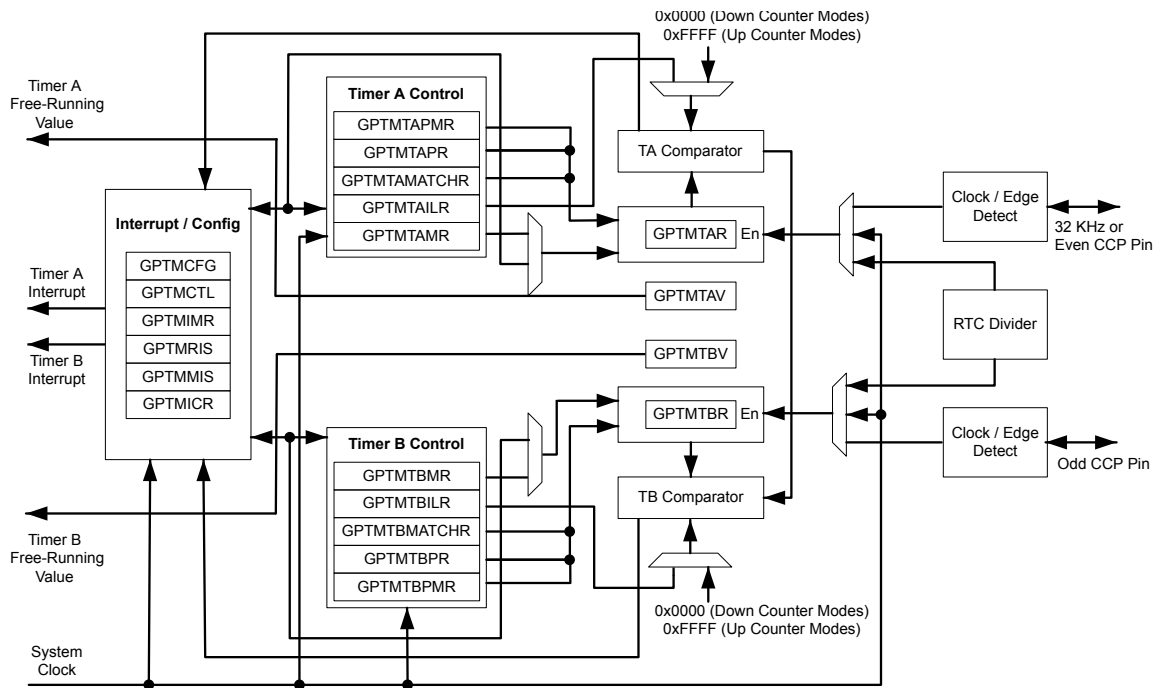 0x0000 (Down Counter Modes)
0xFFFF (Up Counter Modes)
Timer A
Free-Running
Value
Timer A Control
GPTMTAPMR
GPTMTAPR
GPTMTAMATCHR
GPTMTAILR
GPTMTAMR
TA Comparator
Clock / Edge
Detect
32 KHz or
Even CCP Pin
Interrupt / Config
GPTMCFG
GPTMCTL
GPTMIMR
GPTMRIS
GPTMMIS
GPTMICR
GPTMTAR
En
Timer A
Interrupt
GPTMTAV
RTC Divider
Timer B
Interrupt
GPTMTBV
GPTMTBR
En
Timer B Control
GPTMTBMR
GPTMTBILR
GPTMTBMATCHR
GPTMTBPR
GPTMTBPMR
Clock / Edge
Detect
Odd CCP Pin
TB Comparator
Timer B
Free-Running
Value
0x0000 (Down Counter Modes)
0xFFFF (Up Counter Modes)
System
Clock